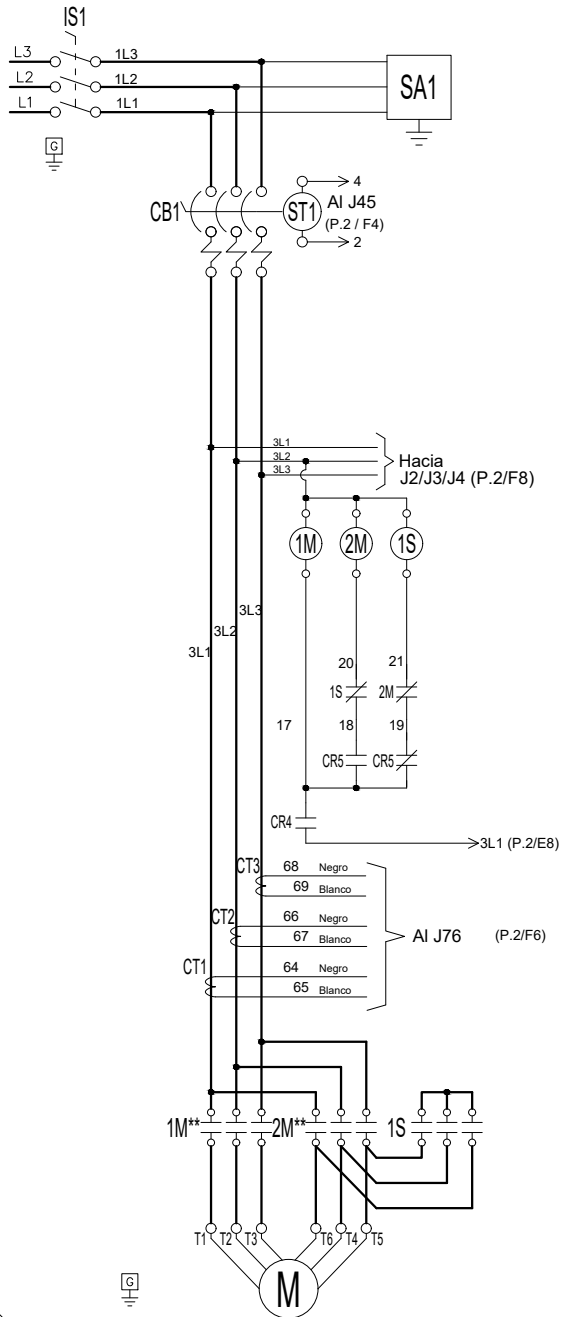 IS1
L3 1L3
L2 1L2
L1 1L1
SA1
G
4
CB1 ST1 Al J45
(P.2 / F4)
2
3L1
3L2
3L3
Hacia
J2/J3/J4 (P.2/F8)
1M 2M 1S
3L3
3L2
3L1
20 21
1S 2M
17 18 19
CR5 CR5
CR4
3L1 (P.2/E8)
CT3 68 Negro
69 Blanco
CT2 66 Negro
67 Blanco
Al J76 (P.2/F6)
CT1 64 Negro
65 Blanco
1M** 2M** 1S
T1 T2 T3 T6 T4 T5
G
M